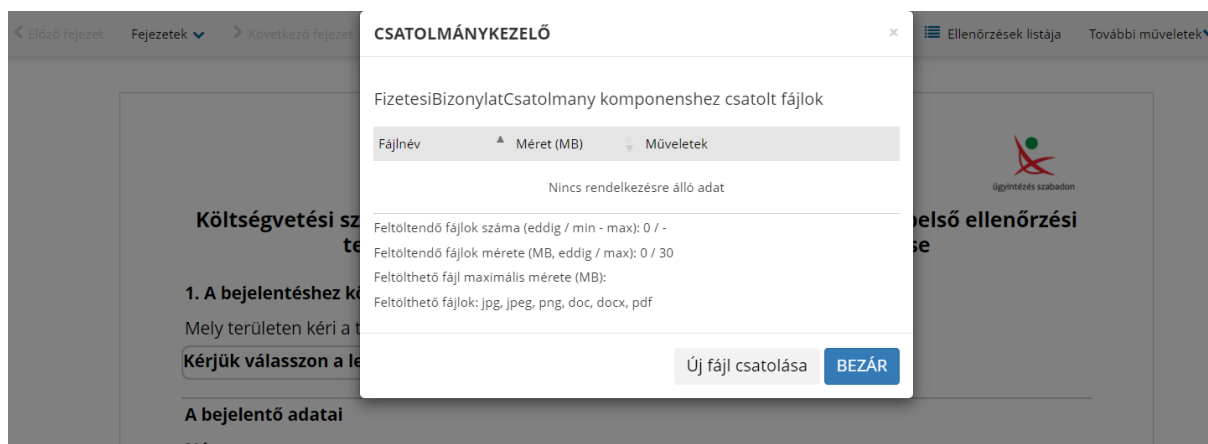 Előző fejezet Fejezetek Következő fejezet
Ellenőrzések listája További műveletek
CSATOLMÁNYKEZELŐ ×
FizetesiBizonylatCsatolmany komponenshez csatolt fájlok
Fájlnév Méret (MB) Műveletek
Nincs rendelkezésre álló adat
Feltöltendő fájlok száma (eddig / min - max): 0 / -
Feltöltendő fájlok mérete (MB, eddig / max): 0 / 30
Feltölthető fájl maximális mérete (MB):
Feltölthető fájlok: jpg, jpeg, png, doc, docx, pdf
Új fájl csatolása BEZÁR
ügyintézés szabadon
Költségvetési sz
ellenőrzési
te
se
1. A bejelentéshez k
Mely területen kéri a t
Kérjük válasszon a le
A bejelentő adatai